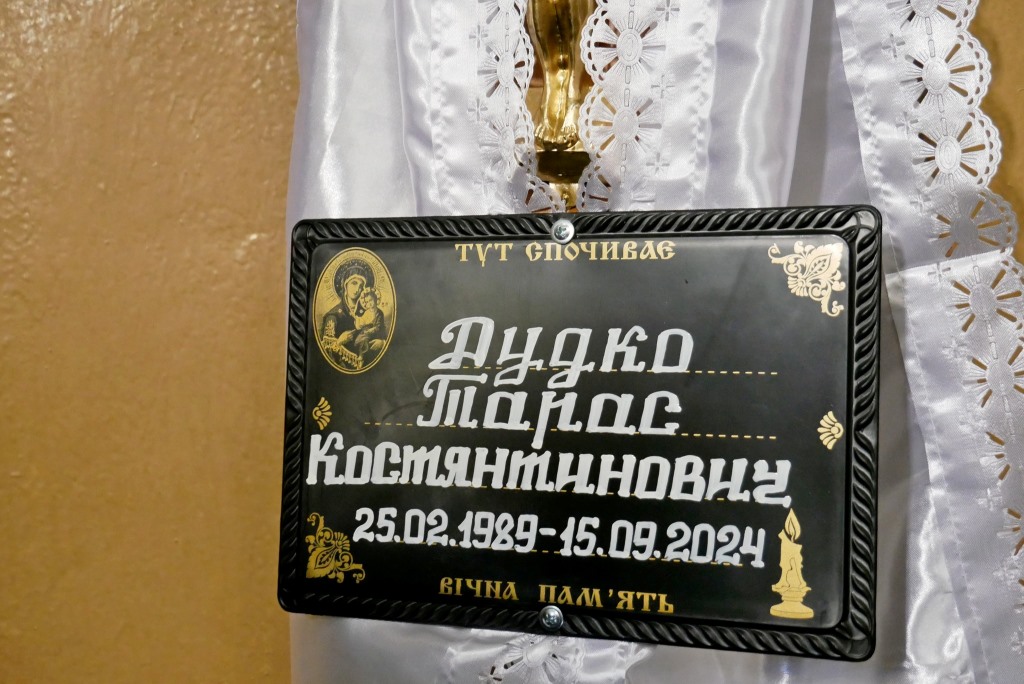 ТУТ СПОЧИВАЄ
Дудко
Тарас
Костянтинович
25.02.1989-15.09.2024
ВІЧНА ПАМ'ЯТЬ